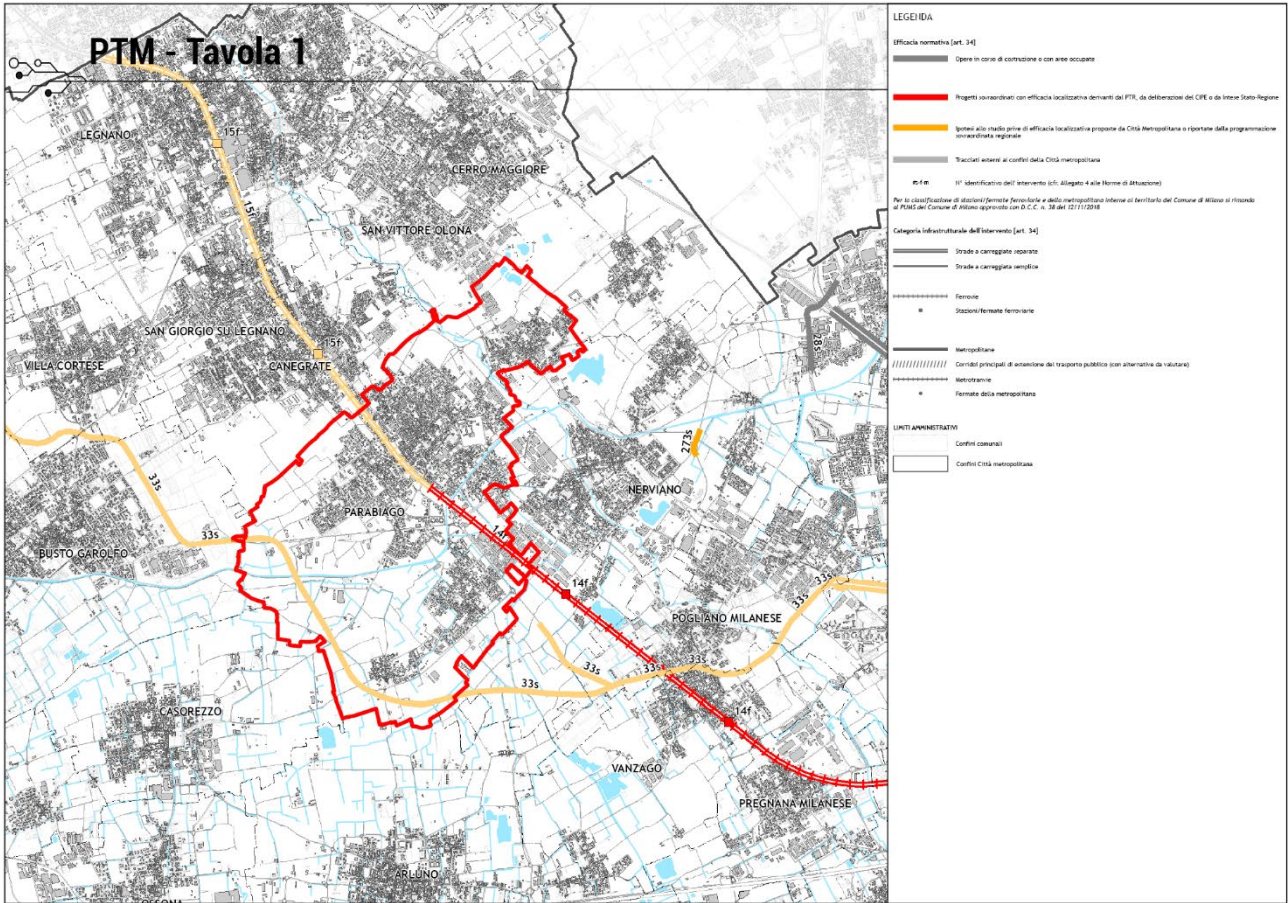 PTM - Tavola 1
LEGNANO
15f
15f
CERRO MAGGIORE
SAN VITTORE OLONA
SAN GIORGIO SU LEGNANO
15f
VILLA CORTESE
CANEGRATE
28s
33s
273s
NERVIANO
PARABIAGO
14f
33s
BUSTO GAROLFO
14f
33s
33s
POGLIANO MILANESE
33s
33s
33s
33s
14f
CASOREZZO
VANZAGO
PREGNANA MILANESE
ARLUNO
OSSONA
LEGENDA
Efficacia normativa [art. 34]
Opere in corso di costruzione o con aree occupate
Progetti sovraordinati con efficacia localizzativa derivanti dal PTR, da deliberazioni del CIPE o da Intese Stato-Regione
Ipotesi allo studio prive di efficacia localizzativa proposte da Città Metropolitana o riportate dalla programmazione
sovraordinata regionale
Tracciati esterni ai confini della Città metropolitana
N° identificativo dell'intervento (cfr. Allegato 4 alle Norme di Attuazione)
Per la classificazione di stazioni/fermate ferroviarie e della metropolitana interne al territorio del Comune di Milano si rimanda
al PUMS del Comune di Milano approvato con D.C.C. n. 38 del 12/11/2018
Categoria infrastrutturale dell'intervento [art. 34]
Strade a carreggiate separate
Strade a carreggiata semplice
Ferrovie
Stazioni/fermate ferroviarie
Metropolitane
Corridoi principali di estensione del trasporto pubblico (con alternative da valutare)
Metrotranvie
Fermate della metropolitana
LIMITI AMMINISTRATIVI
Confini comunali
Confini Città metropolitana